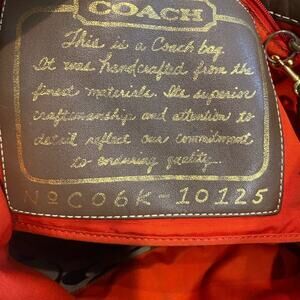 COACH
This is a Coach bag.
It was handcrafted from the
finest materials. Its superior
craftsmanship and attention to
detail reflect our commitment
to enduring quality.
No C06K-10125